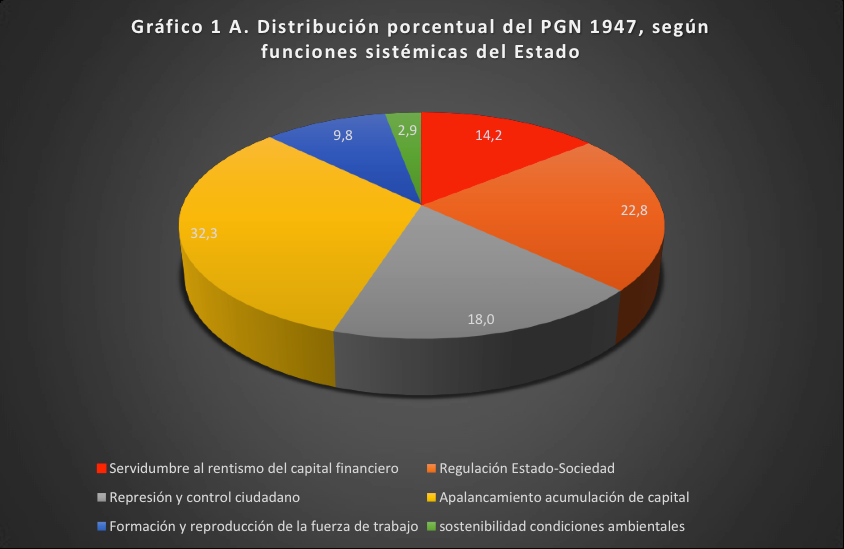 Gráfico 1 A. Distribución porcentual del PGN 1947, según
funciones sistémicas del Estado
9,8
2,9
14,2
22,8
32,3
18,0
Servidumbre al rentismo del capital financiero
Regulación Estado-Sociedad
Represión y control ciudadano
Apalancamiento acumulación de capital
Formación y reproducción de la fuerza de trabajo
sostenibilidad condiciones ambientales